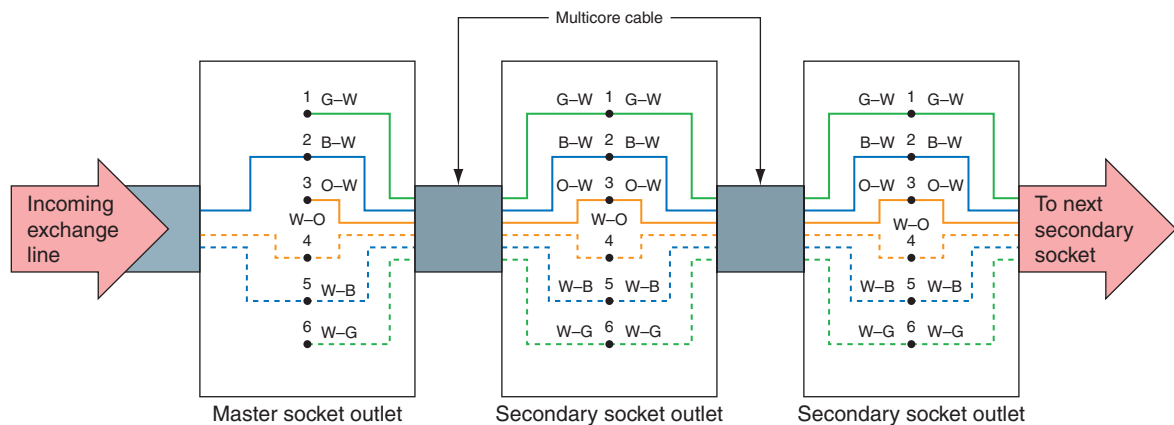 Multicore cable
1 G–W
2 B–W
3 O–W
W–O
4
5 W–B
6 W–G
G–W 1 G–W
B–W 2 B–W
O–W 3 O–W
W–O
4
W–B 5 W–B
W–G 6 W–G
G–W 1 G–W
B–W 2 B–W
O–W 3 O–W
W–O
4
W–B 5 W–B
W–G 6 W–G
Incoming
exchange
line
To next
secondary
socket
Master socket outlet
Secondary socket outlet
Secondary socket outlet